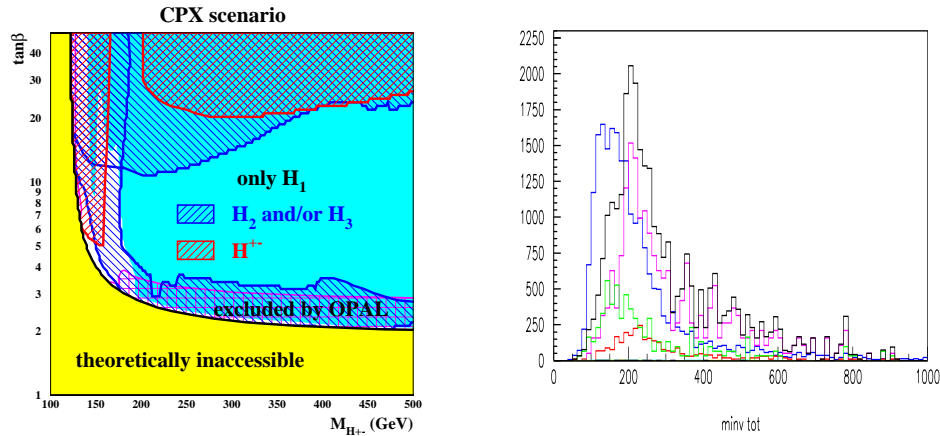 CPX scenario
tanβ
40
30
20
10
9
8
7
6
5
4
3
2
1
only H1
H2 and/or H3
H+-
excluded by OPAL
theoretically inaccessible
100 150 200 250 300 350 400 450 500
MH+- (GeV)
2250
2000
1750
1500
1250
1000
750
500
250
0
0 200 400 600 800 1000
minv tot